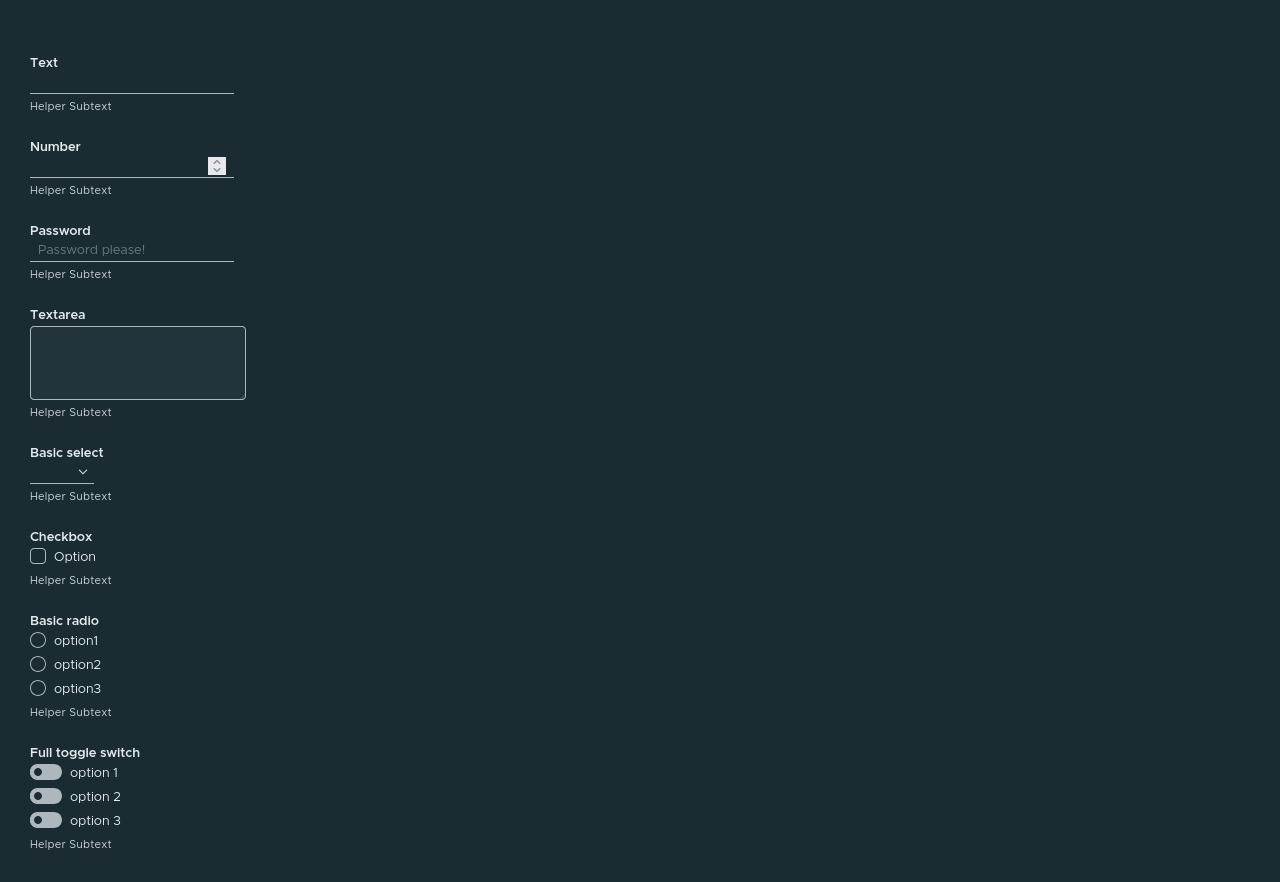 Text
Helper Subtext
Number
Helper Subtext
Password
Password please!
Helper Subtext
Textarea
Helper Subtext
Basic select
Helper Subtext
Checkbox
Option
Helper Subtext
Basic radio
option1
option2
option3
Helper Subtext
Full toggle switch
option 1
option 2
option 3
Helper Subtext